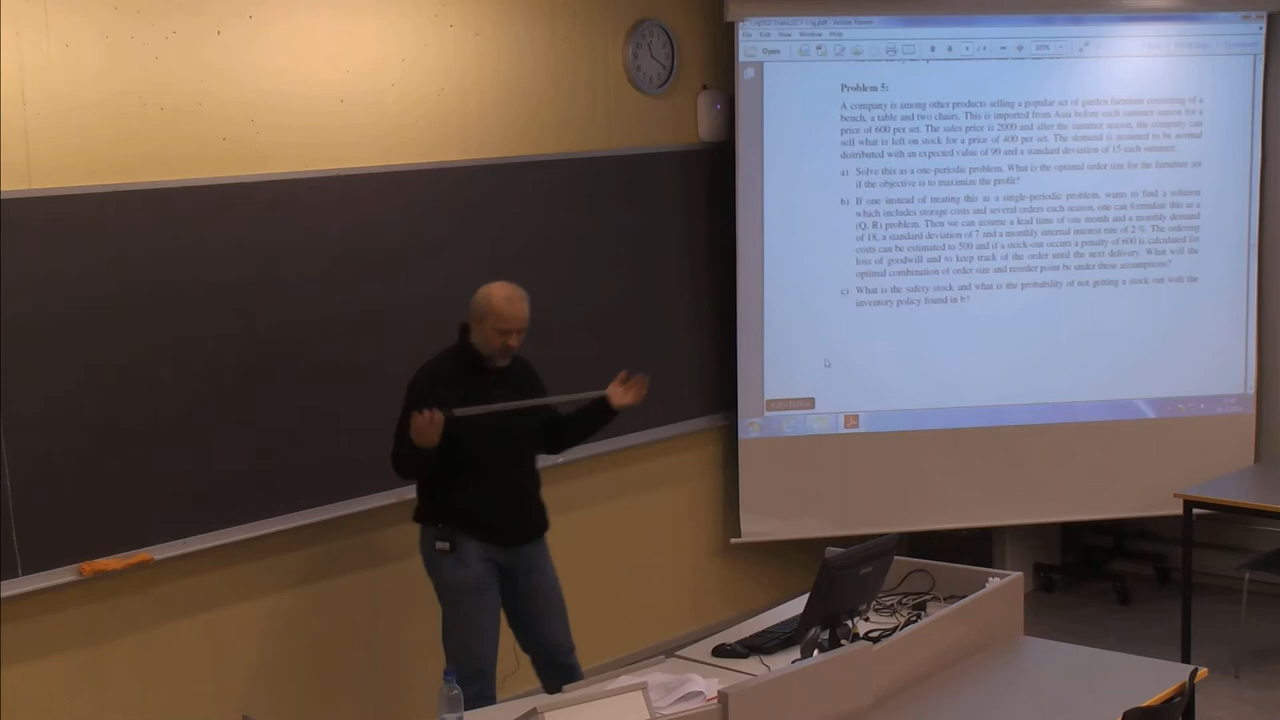 File Edit View Window Help
Open
Problem 5:
A company is among other products selling a popular set of garden furniture consisting of a
bench, a table and two chairs. This is imported from Asia before each summer season for a
price of 600 per set. The sales price is 2000 and after the summer season, the company can
sell what is left on stock for a price of 400 per set. The demand is assumed to be normal
distributed with an expected value of 90 and a standard deviation of 15 each summer.
a) Solve this as a one-periodic problem. What is the optimal order size for the furniture set
if the objective is to maximize the profit?
b) If one instead of treating this as a single-periodic problem, wants to find a solution
which includes storage costs and several orders each season, one can formulate this as a
(Q, R) problem. Then we can assume a lead time of one month and a monthly demand
of 18, a standard deviation of 7 and a monthly internal interest rate of 2 %. The ordering
costs can be estimated to 500 and if a stock-out occurs a penalty of 600 is calculated for
loss of goodwill and to keep track of the order until the next delivery. What will the
optimal combination of order size and reorder point be under these assumptions?
c) What is the safety stock and what is the probability of not getting a stock out with the
inventory policy found in b?